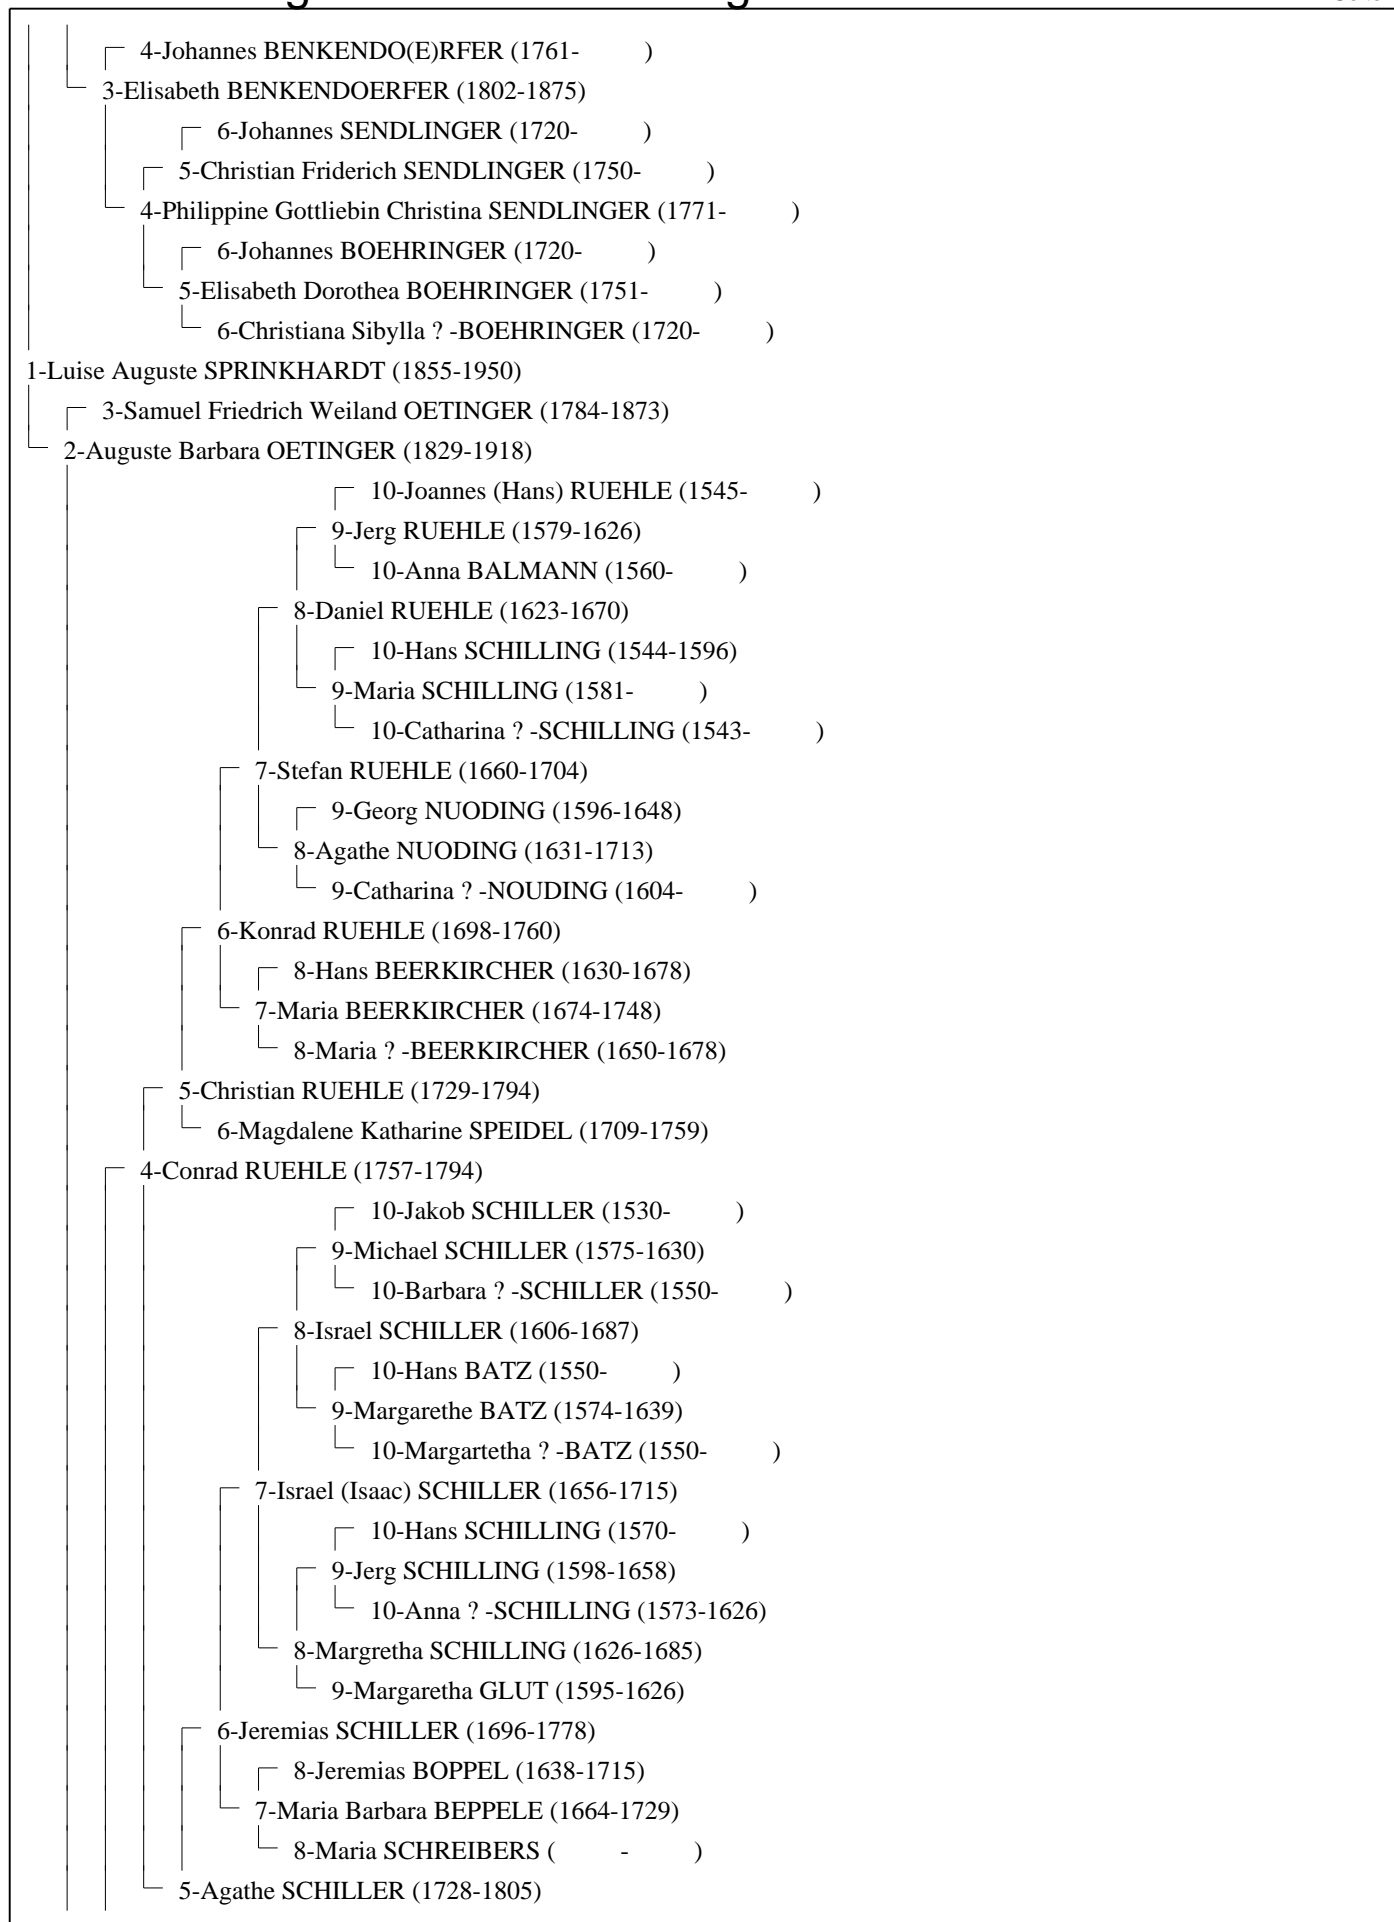 4-Johannes BENKENDO(E)RFER (1761- )
3-Elisabeth BENKENDOERFER (1802-1875)
6-Johannes SENDLINGER (1720- )
5-Christian Friderich SENDLINGER (1750- )
4-Philippine Gottliebin Christina SENDLINGER (1771- )
6-Johannes BOEHRINGER (1720- )
5-Elisabeth Dorothea BOEHRINGER (1751- )
6-Christiana Sibylla ? -BOEHRINGER (1720- )
1-Luise Auguste SPRINKHARDT (1855-1950)
3-Samuel Friedrich Weiland OETINGER (1784-1873)
2-Auguste Barbara OETINGER (1829-1918)
10-Joannes (Hans) RUEHLE (1545- )
9-Jerg RUEHLE (1579-1626)
10-Anna BALMANN (1560- )
8-Daniel RUEHLE (1623-1670)
10-Hans SCHILLING (1544-1596)
9-Maria SCHILLING (1581- )
10-Catharina ? -SCHILLING (1543- )
7-Stefan RUEHLE (1660-1704)
9-Georg NUODING (1596-1648)
8-Agathe NUODING (1631-1713)
9-Catharina ? -NOUDING (1604- )
6-Konrad RUEHLE (1698-1760)
8-Hans BEERKIRCHER (1630-1678)
7-Maria BEERKIRCHER (1674-1748)
8-Maria ? -BEERKIRCHER (1650-1678)
5-Christian RUEHLE (1729-1794)
6-Magdalene Katharine SPEIDEL (1709-1759)
4-Conrad RUEHLE (1757-1794)
10-Jakob SCHILLER (1530- )
9-Michael SCHILLER (1575-1630)
10-Barbara ? -SCHILLER (1550- )
8-Israel SCHILLER (1606-1687)
10-Hans BATZ (1550- )
9-Margarethe BATZ (1574-1639)
10-Margartetha ? -BATZ (1550- )
7-Israel (Isaac) SCHILLER (1656-1715)
10-Hans SCHILLING (1570- )
9-Jerg SCHILLING (1598-1658)
10-Anna ? -SCHILLING (1573-1626)
8-Margretha SCHILLING (1626-1685)
9-Margaretha GLUT (1595-1626)
6-Jeremias SCHILLER (1696-1778)
8-Jeremias BOPPEL (1638-1715)
7-Maria Barbara BEPPELE (1664-1729)
8-Maria SCHREIBERS ( - )
5-Agathe SCHILLER (1728-1805)